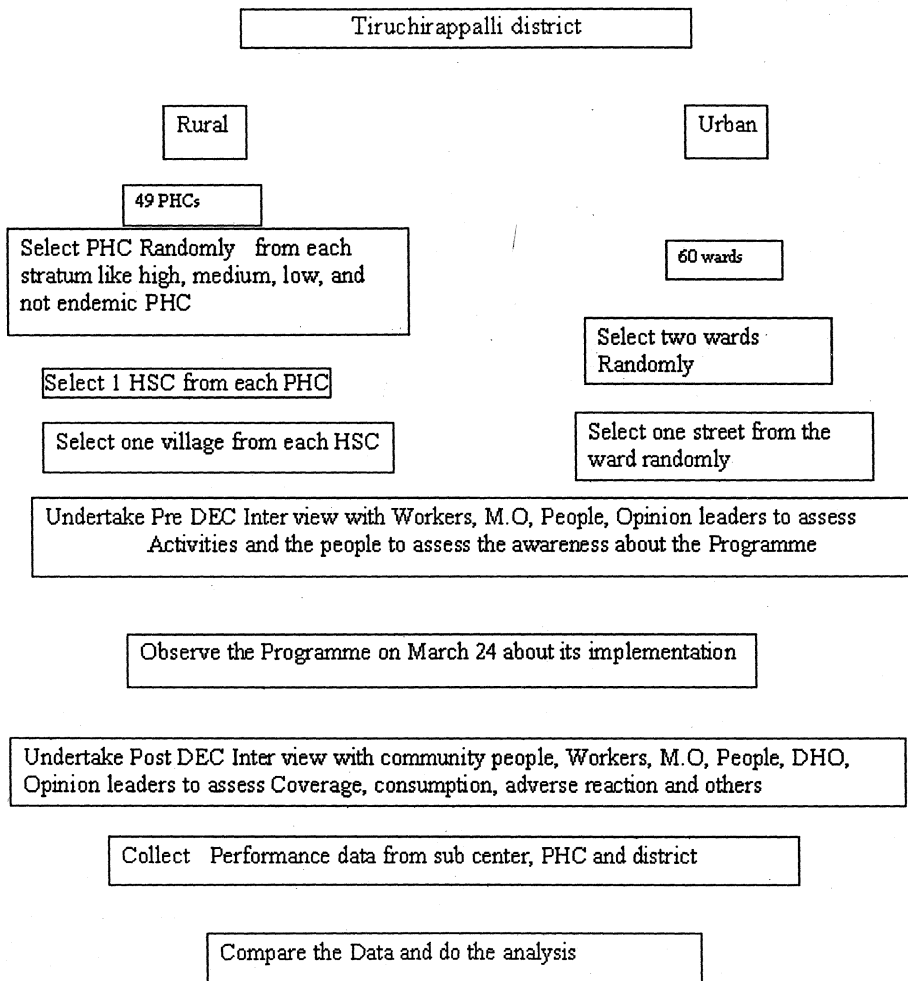 Tiruchirappalli district
Rural
Urban
49 PHCs
Select PHC Randomly from each
stratum like high, medium, low, and
not endemic PHC
60 wards
Select two wards
Randomly
Select 1 HSC from each PHC
Select one village from each HSC
Select one street from the
ward randomly
Undertake Pre DEC Inter view with Workers, M.O, People, Opinion leaders to assess
Activities and the people to assess the awareness about the Programme
Observe the Programme on March 24 about its implementation
Undertake Post DEC Inter view with community people, Workers, M.O, People, DHO,
Opinion leaders to assess Coverage, consumption, adverse reaction and others
Collect Performance data from sub center, PHC and district
Compare the Data and do the analysis